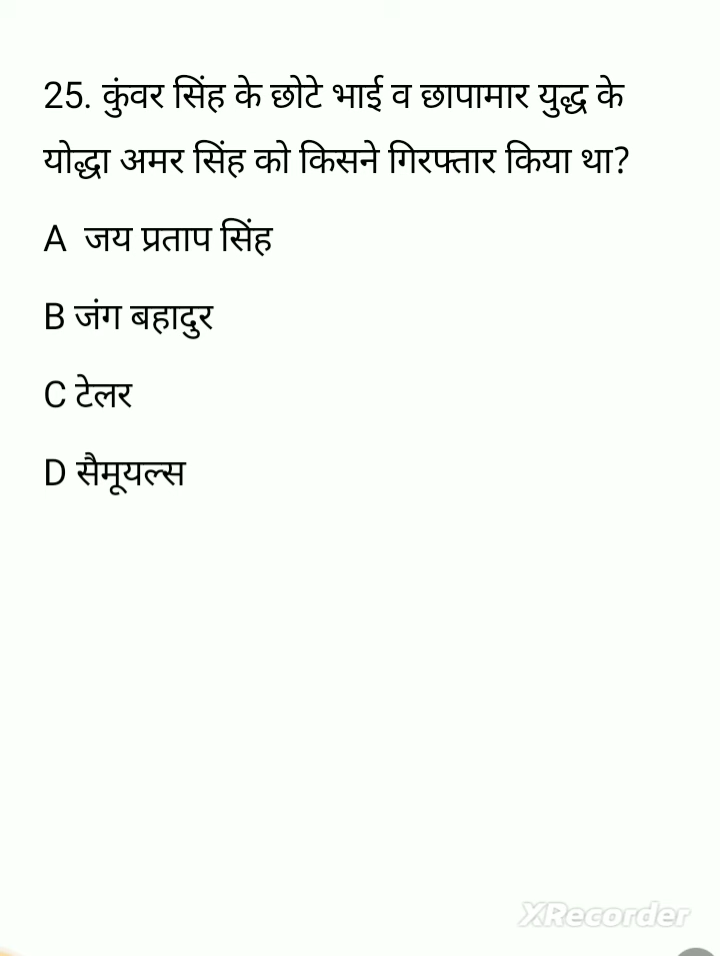 25. कुंवर सिंह के छोटे भाई व छापामार युद्ध के
योद्धा अमर सिंह को किसने गिरफ्तार किया था?
A जय प्रताप सिंह
B जंग बहादुर
C टेलर
D सैमूयल्स
XRecorder